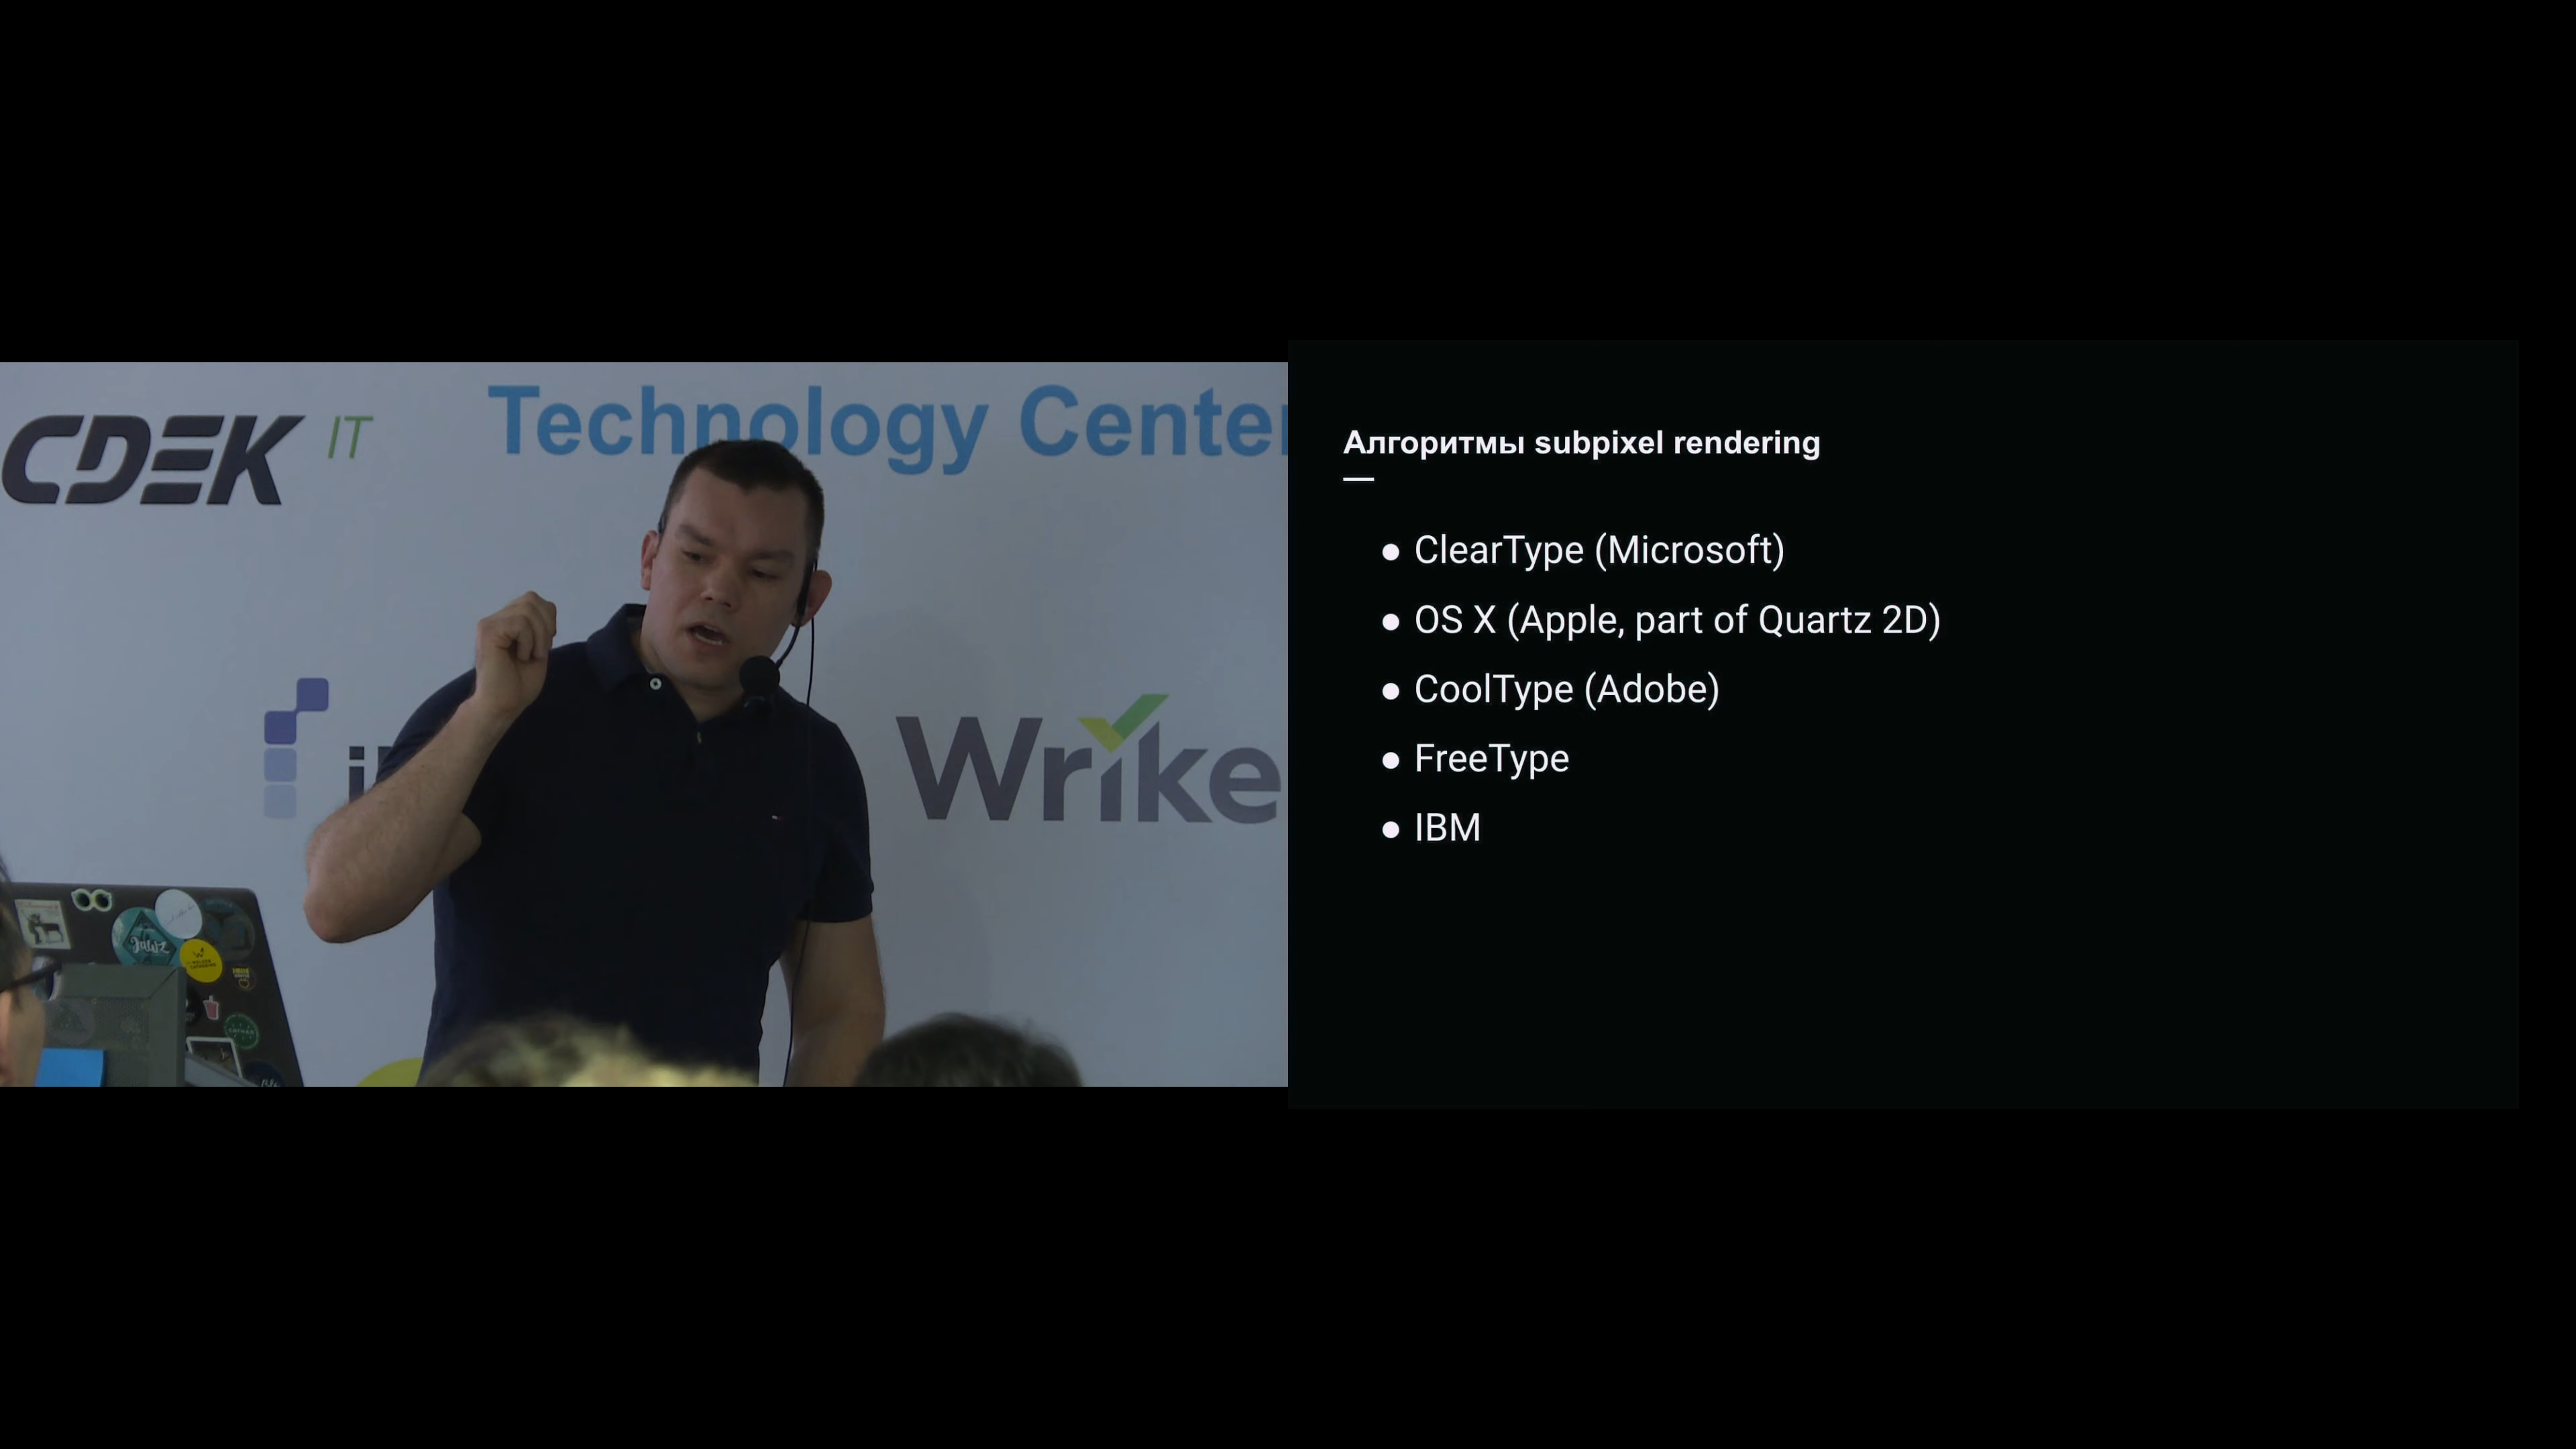 CDEK IT
Technology Center
Wrike
Jawz
Алгоритмы subpixel rendering
● ClearType (Microsoft)
● OS X (Apple, part of Quartz 2D)
● CoolType (Adobe)
● FreeType
● IBM